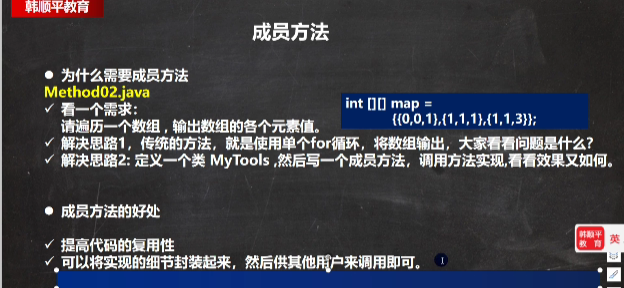 韩顺平教育
成员方法
● 为什么需要成员方法
Method02.java
✓ 看一个需求：
请遍历一个数组 , 输出数组的各个元素值。
int [][] map =
{{0,0,1},{1,1,1},{1,1,3}};
✓ 解决思路1，传统的方法，就是使用单个for循环，将数组输出，大家看看问题是什么?
✓ 解决思路2: 定义一个类 MyTools ,然后写一个成员方法，调用方法实现,看看效果又如何。
● 成员方法的好处
✓ 提高代码的复用性
✓ 可以将实现的细节封装起来，然后供其他用户来调用即可。
韩顺平
教 育
英